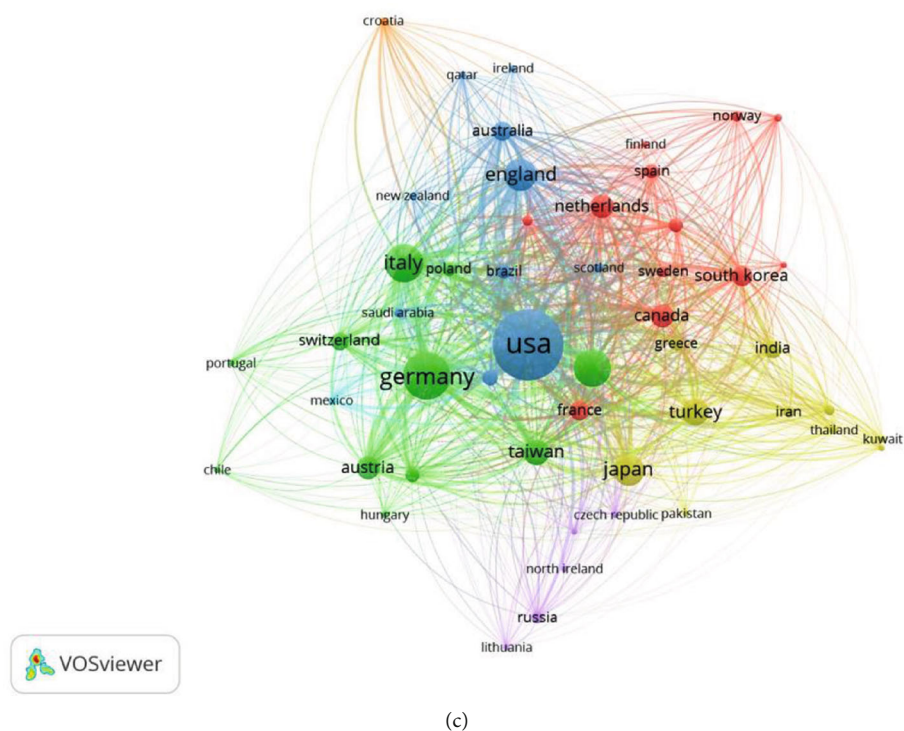 croatia
ireland
qatar
norway
australia
finland
spain
england
new zealand
netherlands
italy
poland
brazil
scotland
sweden
south korea
saudi arabia
canada
switzerland
usa
greece
india
portugal
germany
mexico
france
turkey
iran
thailand
kuwait
taiwan
chile
austria
japan
hungary
czech republic
pakistan
north ireland
russia
lithuania
VOSviewer
(c)